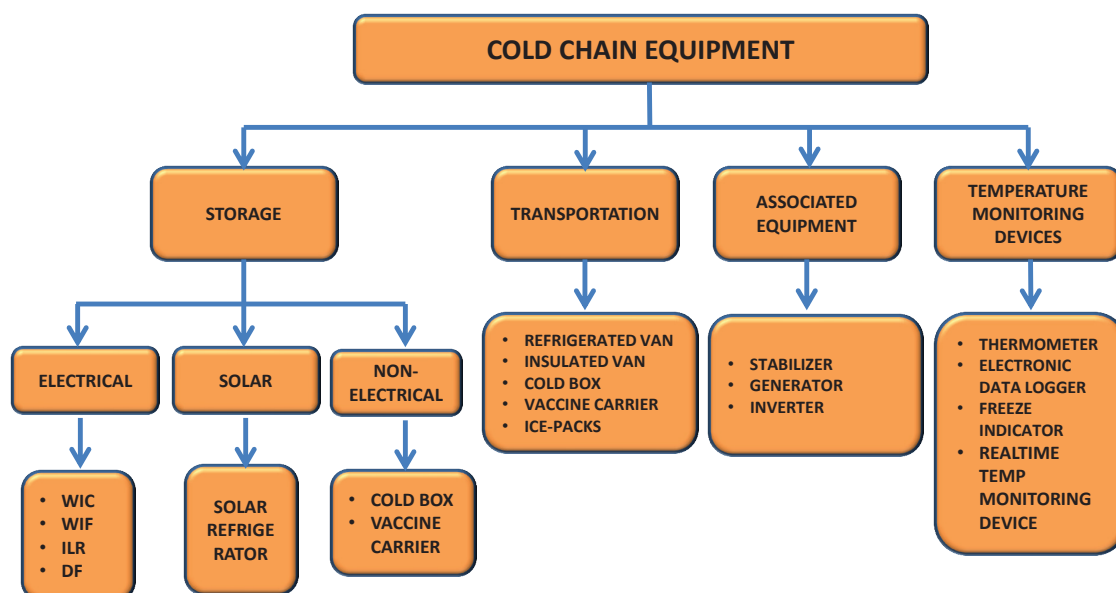 COLD CHAIN EQUIPMENT
STORAGE
TRANSPORTATION
ASSOCIATED
EQUIPMENT
TEMPERATURE
MONITORING
DEVICES
ELECTRICAL
SOLAR
NON-
ELECTRICAL
• REFRIGERATED VAN
• INSULATED VAN
• COLD BOX
• VACCINE CARRIER
• ICE-PACKS
• STABILIZER
• GENERATOR
• INVERTER
• THERMOMETER
• ELECTRONIC
DATA LOGGER
• FREEZE
INDICATOR
• REALTIME
TEMP
MONITORING
DEVICE
• WIC
• WIF
• ILR
• DF
SOLAR
REFRIGE
RATOR
• COLD BOX
• VACCINE
CARRIER